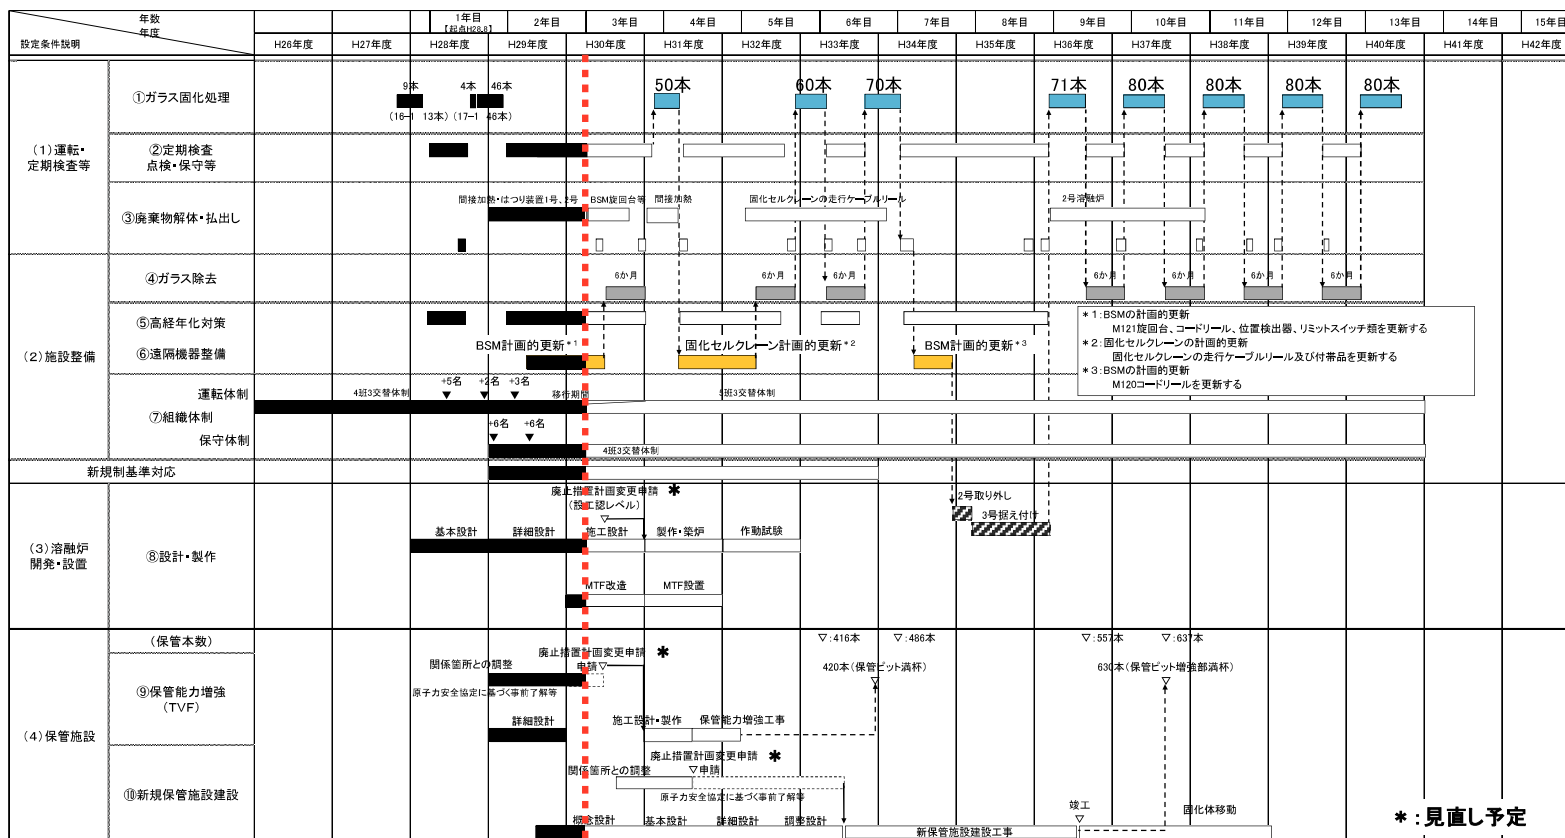 年数
年度
設定条件説明
1年目 2年目 3年目 4年目 5年目 6年目 7年目 8年目 9年目 10年目 11年目 12年目 13年目 14年目 15年目
【起点H28.8】
H26年度 H27年度 H28年度 H29年度 H30年度 H31年度 H32年度 H33年度 H34年度 H35年度 H36年度 H37年度 H38年度 H39年度 H40年度 H41年度 H42年度
(1)運転・
定期検査等
①ガラス固化処理
9本 4本 46本 50本 60本 70本 71本 80本 80本 80本 80本
(16-1 13本) (17-1 46本)
②定期検査
点検・保守等
③廃棄物解体・払出し
間接加熱・はつり装置1号、2号 BSM旋回台等 間接加熱 固化セルクレーンの走行ケーブルリール 2号溶融炉
(2)施設整備
④ガラス除去
6か月 6か月 6か月 6か月 6か月 6か月 6か月
⑤高経年化対策
⑥遠隔機器整備
BSM計画的更新*1 固化セルクレーン計画的更新*2 BSM計画的更新*3
*1:BSMの計画的更新
M121旋回台、コードリール、位置検出器、リミットスイッチ類を更新する
*2:固化セルクレーンの計画的更新
固化セルクレーンの走行ケーブルリール及び付帯品を更新する
*3:BSMの計画的更新
M120コードリールを更新する
⑦組織体制
運転体制
+5名 +2名 +3名
4班3交替体制 移行期間 5班3交替体制
保守体制
+6名 +6名
4班3交替体制
新規制基準対応
(3)溶融炉
開発・設置
⑧設計・製作
廃止措置計画変更申請 *
(設工認レベル)
基本設計 詳細設計 施工設計 製作・築炉 作動試験
2号取り外し
3号据え付け
MTF改造 MTF設置
(4)保管施設
(保管本数)
▽:416本 ▽:486本 ▽:557本 ▽:637本
⑨保管能力増強
(TVF)
廃止措置計画変更申請 *
関係箇所との調整 申請▽
原子力安全協定に基づく事前了解等
420本(保管ピット満杯) 630本(保管ピット増強部満杯)
詳細設計 施工設計・製作 保管能力増強工事
⑩新規保管施設建設
廃止措置計画変更申請 *
関係箇所との調整 ▽申請
原子力安全協定に基づく事前了解等
概念設計 基本設計 詳細設計 調整設計
新保管施設建設工事
竣工
固化体移動
*:見直し予定